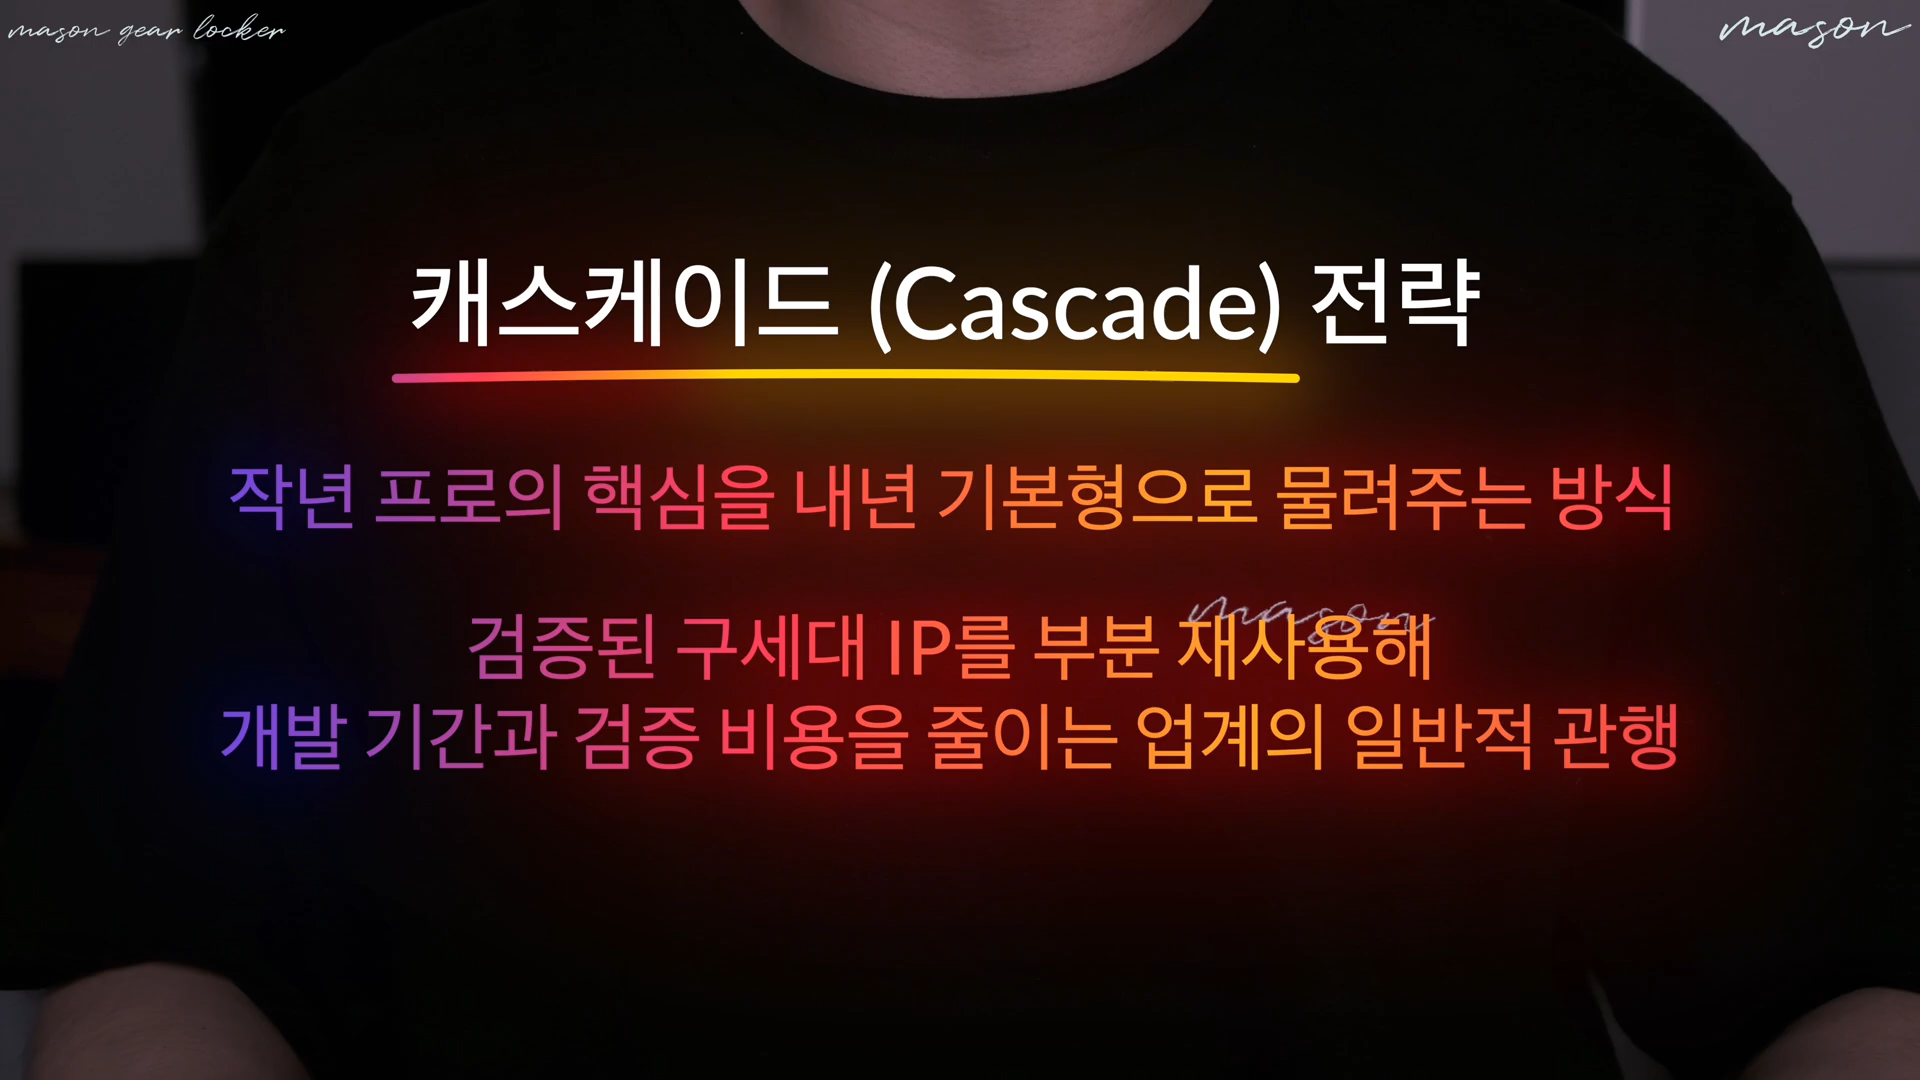 mason gear locker
mason
캐스케이드 (Cascade) 전략
작년 프로의 핵심을 내년 기본형으로 물려주는 방식
mason
검증된 구세대 IP를 부분 재사용해
개발 기간과 검증 비용을 줄이는 업계의 일반적 관행